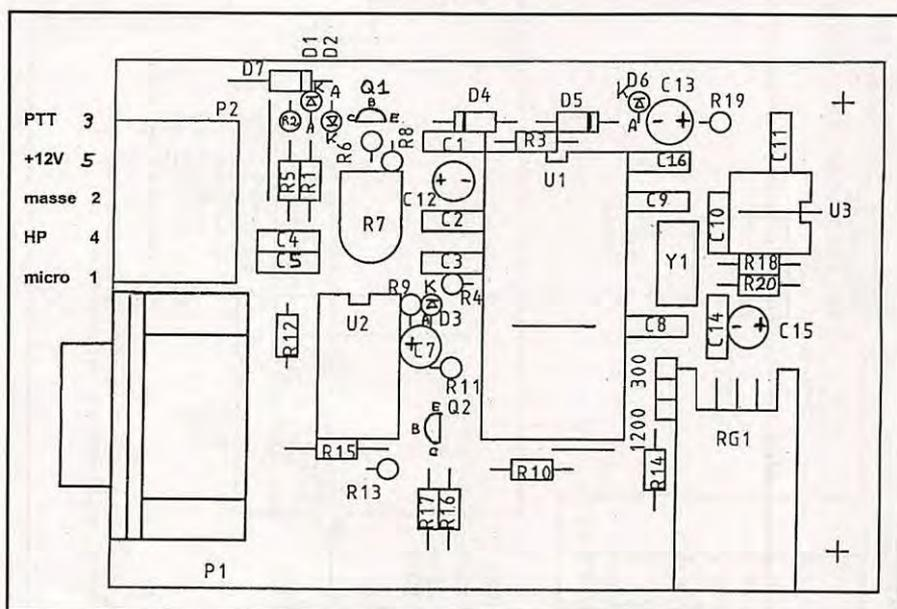 D1
D2
D7
K A
A
K
R2
Q1
B
C E
D4
D5
D6
K
A
C13
R19
PTT 3
P2
+12V 5
masse 2
HP 4
micro 1
R6
R8
C1
R3
C16
C11
R5
R1
C12
U1
R7
C2
C9
C10
U3
C4
C5
C3
Y1
R18
R20
R9
K
R4
A
D3
R12
U2
C7
C8
C14
C15
R11
300
1200
E
Q2
B
C
RG1
R15
R13
R10
R14
R17
R16
P1